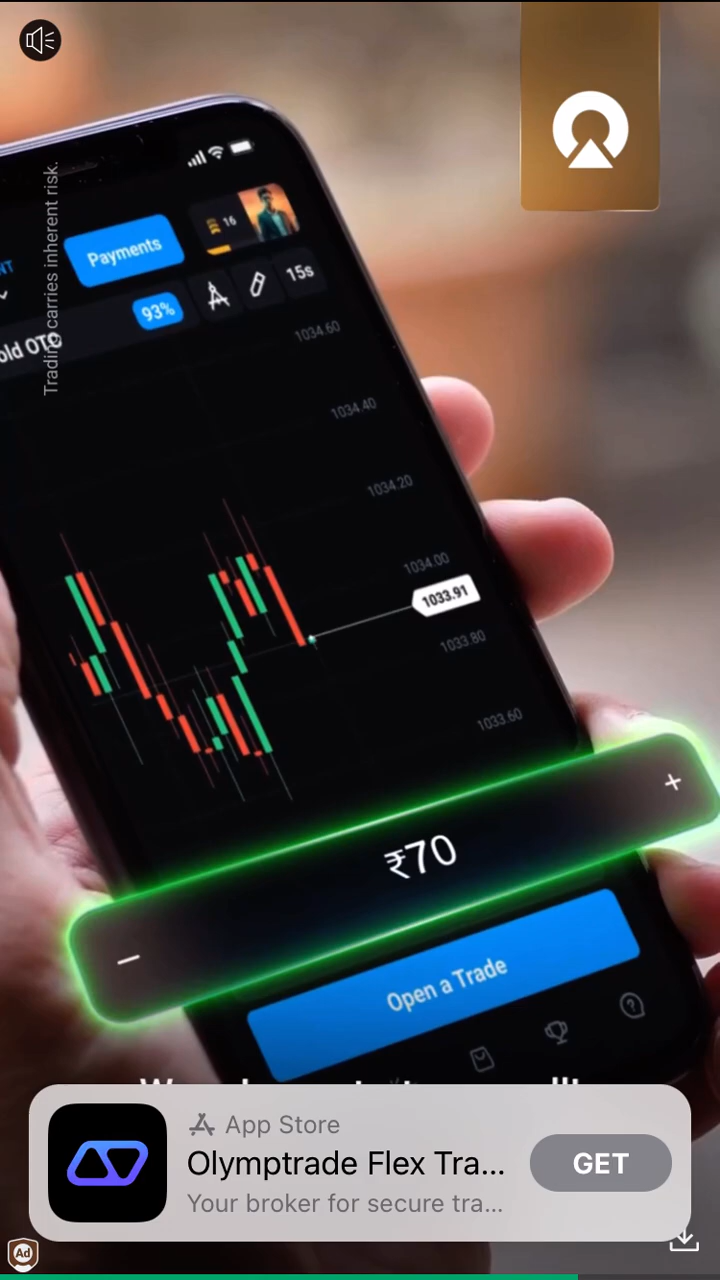 Trading carries inherent risk.
Payments
16
93%
15s
OTC
1034.60
1034.40
1034.20
1034.00
1033.91
1033.80
1033.60
+
₹70
−
Open a Trade
App Store
Olymptrade Flex Tra...
Your broker for secure tra...
GET
Ad